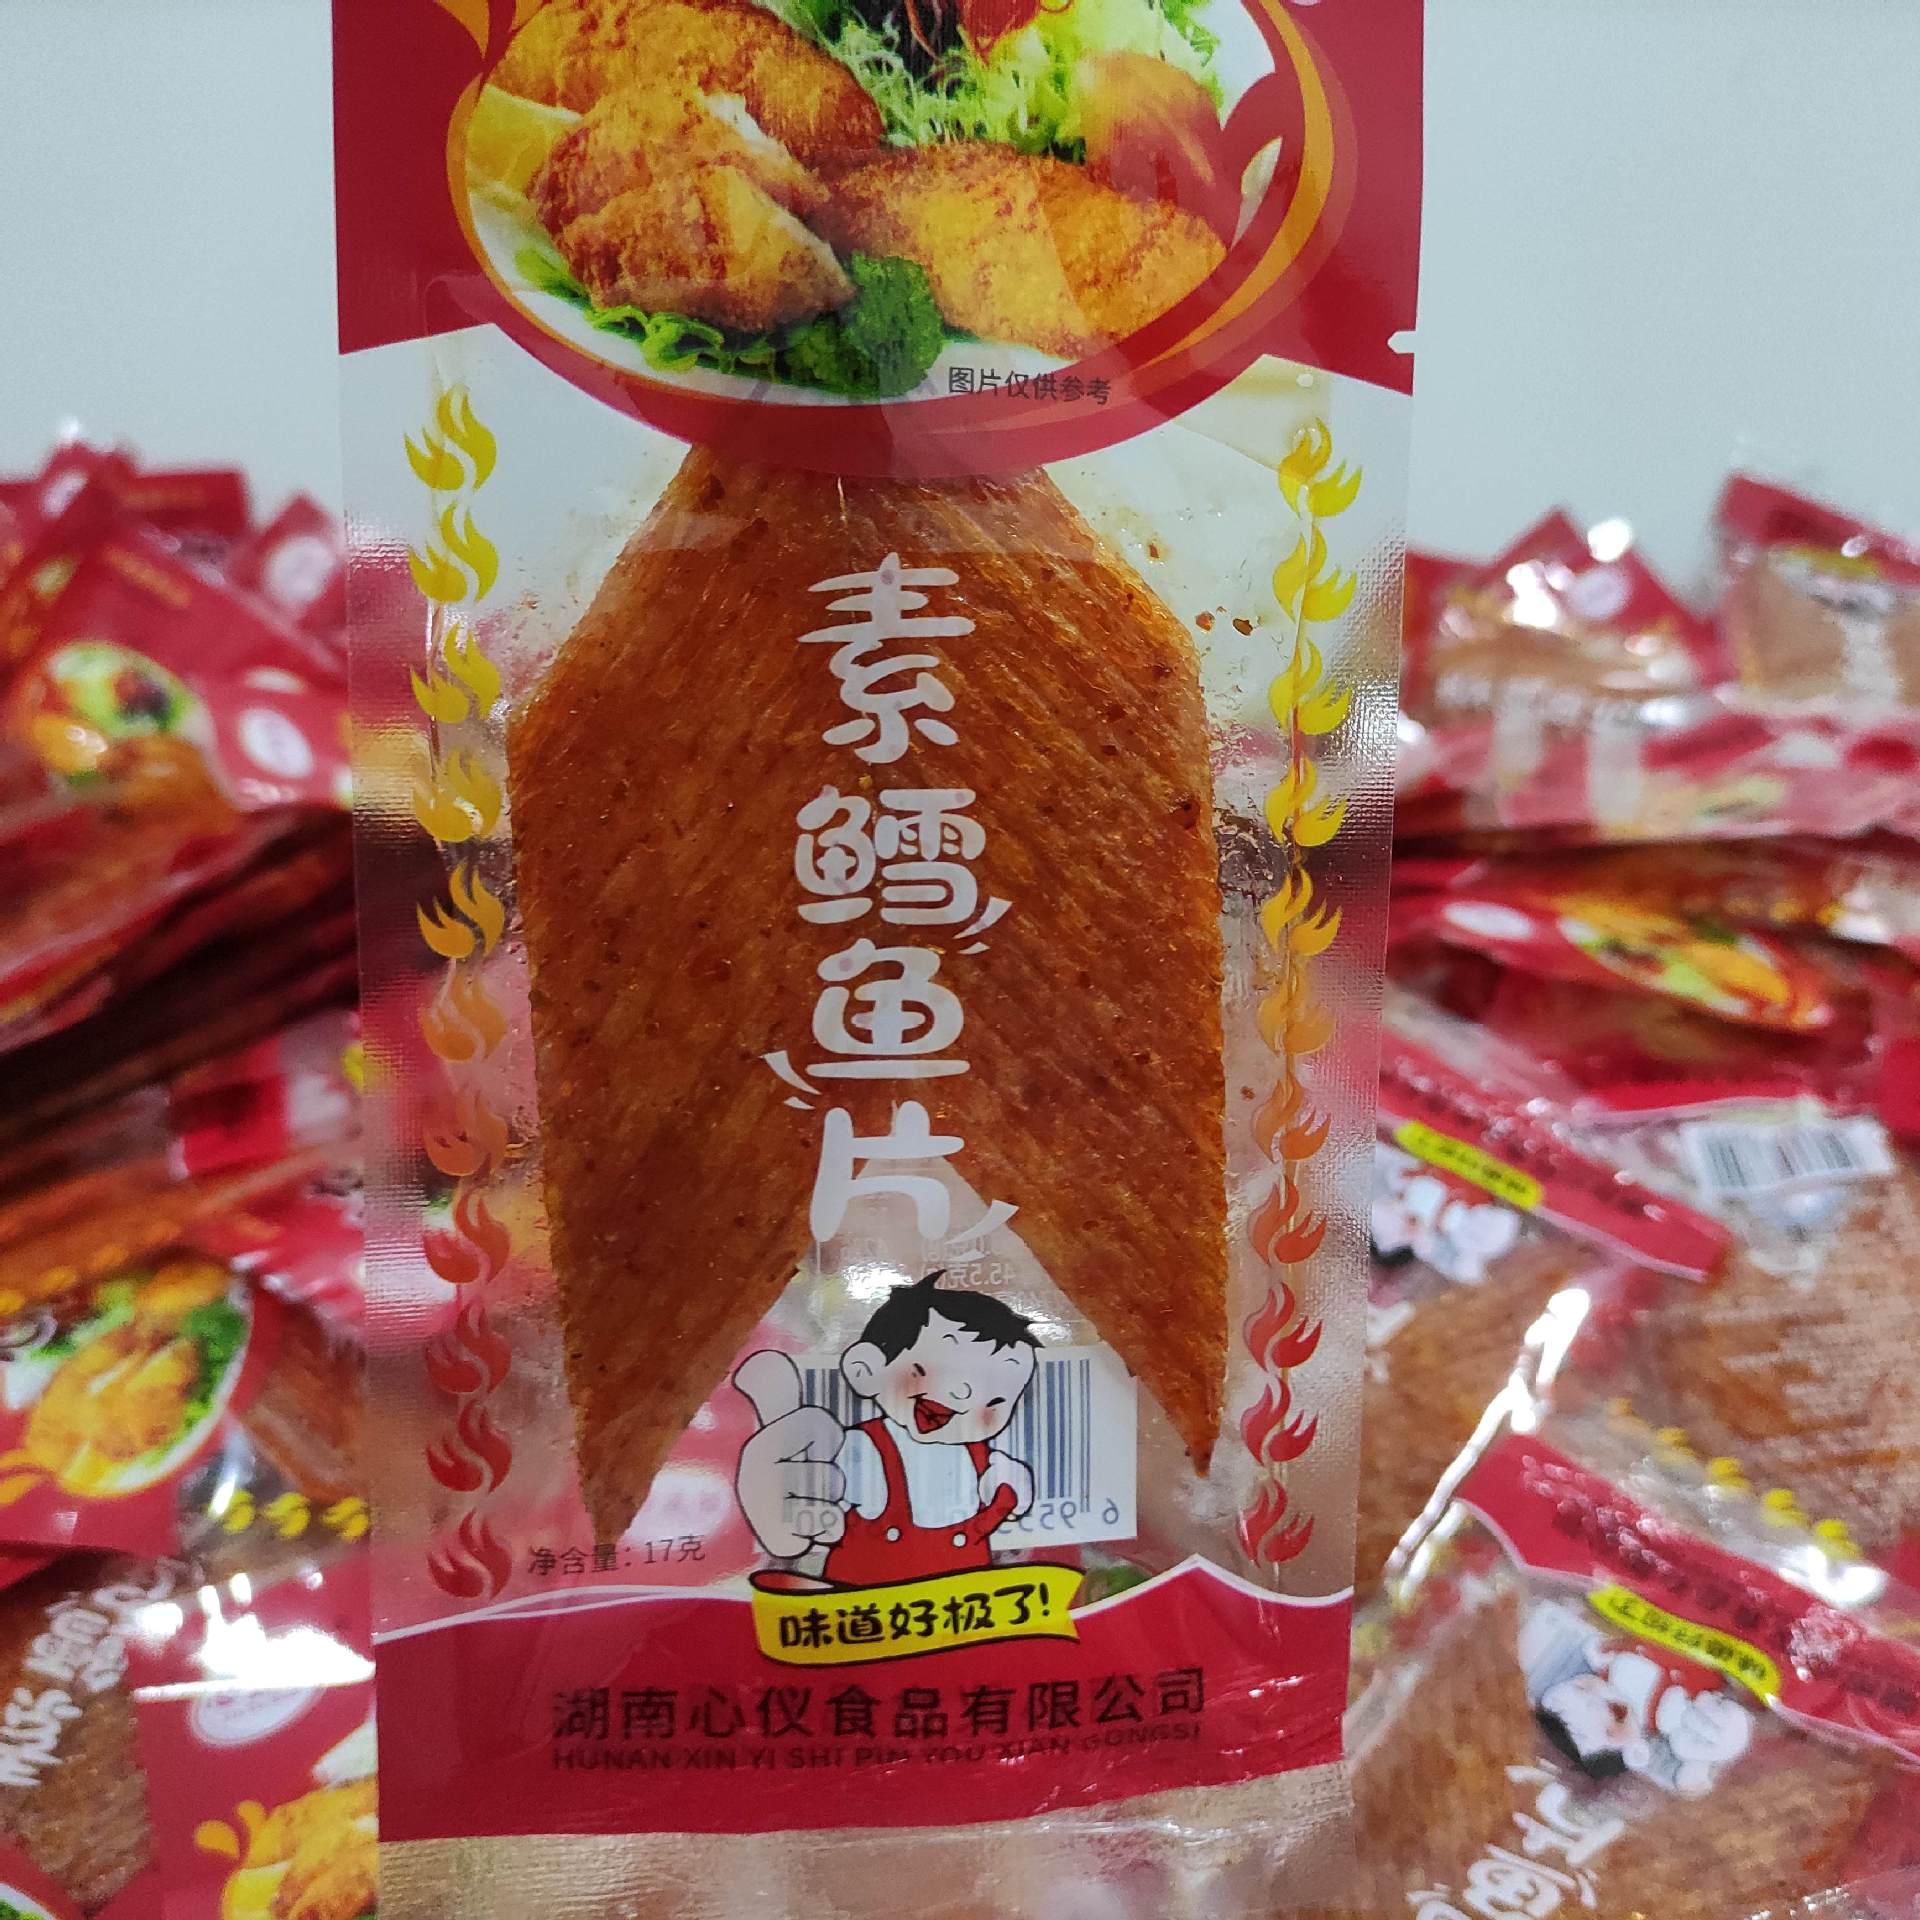 图片仅供参考
素鳕鱼片
净含量：17克
味道好极了！
湖南心仪食品有限公司
HUNAN XIN YI SHI PIN YOU XIAN GONGSI